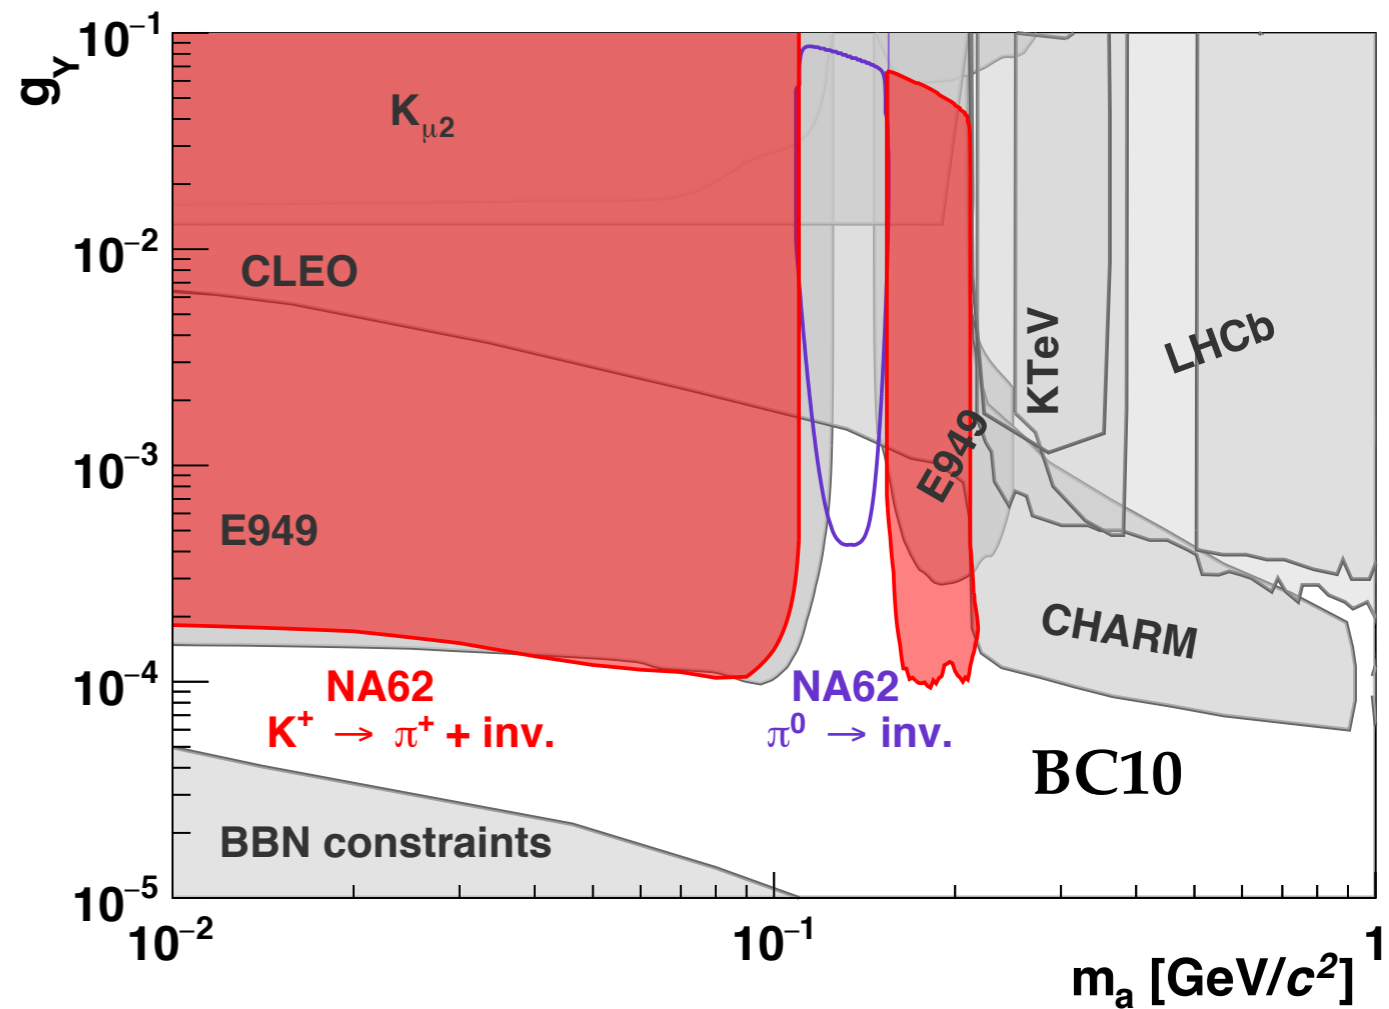 g_Y
10⁻¹
10⁻²
10⁻³
10⁻⁴
10⁻⁵
K_μ2
CLEO
E949
E949
KTeV
LHCb
CHARM
NA62
K⁺ → π⁺ + inv.
NA62
π⁰ → inv.
BC10
BBN constraints
10⁻²
10⁻¹
1
m_a [GeV/c²]